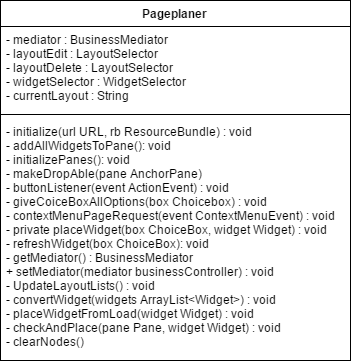 Pageplaner
- mediator : BusinessMediator
- layoutEdit : LayoutSelector
- layoutDelete : LayoutSelector
- widgetSelector : WidgetSelector
- currentLayout : String
- initialize(url URL, rb ResourceBundle) : void
- addAllWidgetsToPane(): void
- initializePanes(): void
- makeDropAble(pane AnchorPane)
- buttonListener(event ActionEvent) : void
- giveCoiceBoxAllOptions(box Choicebox) : void
- contextMenuPageRequest(event ContextMenuEvent) : void
- private placeWidget(box ChoiceBox, widget Widget) : void
- refreshWidget(box ChoiceBox): void
- getMediator() : BusinessMediator
+ setMediator(mediator businessController) : void
- UpdateLayoutLists() : void
- convertWidget(widgets ArrayList<Widget>) : void
- placeWidgetFromLoad(widget Widget) : void
- checkAndPlace(pane Pane, widget Widget) : void
- clearNodes()